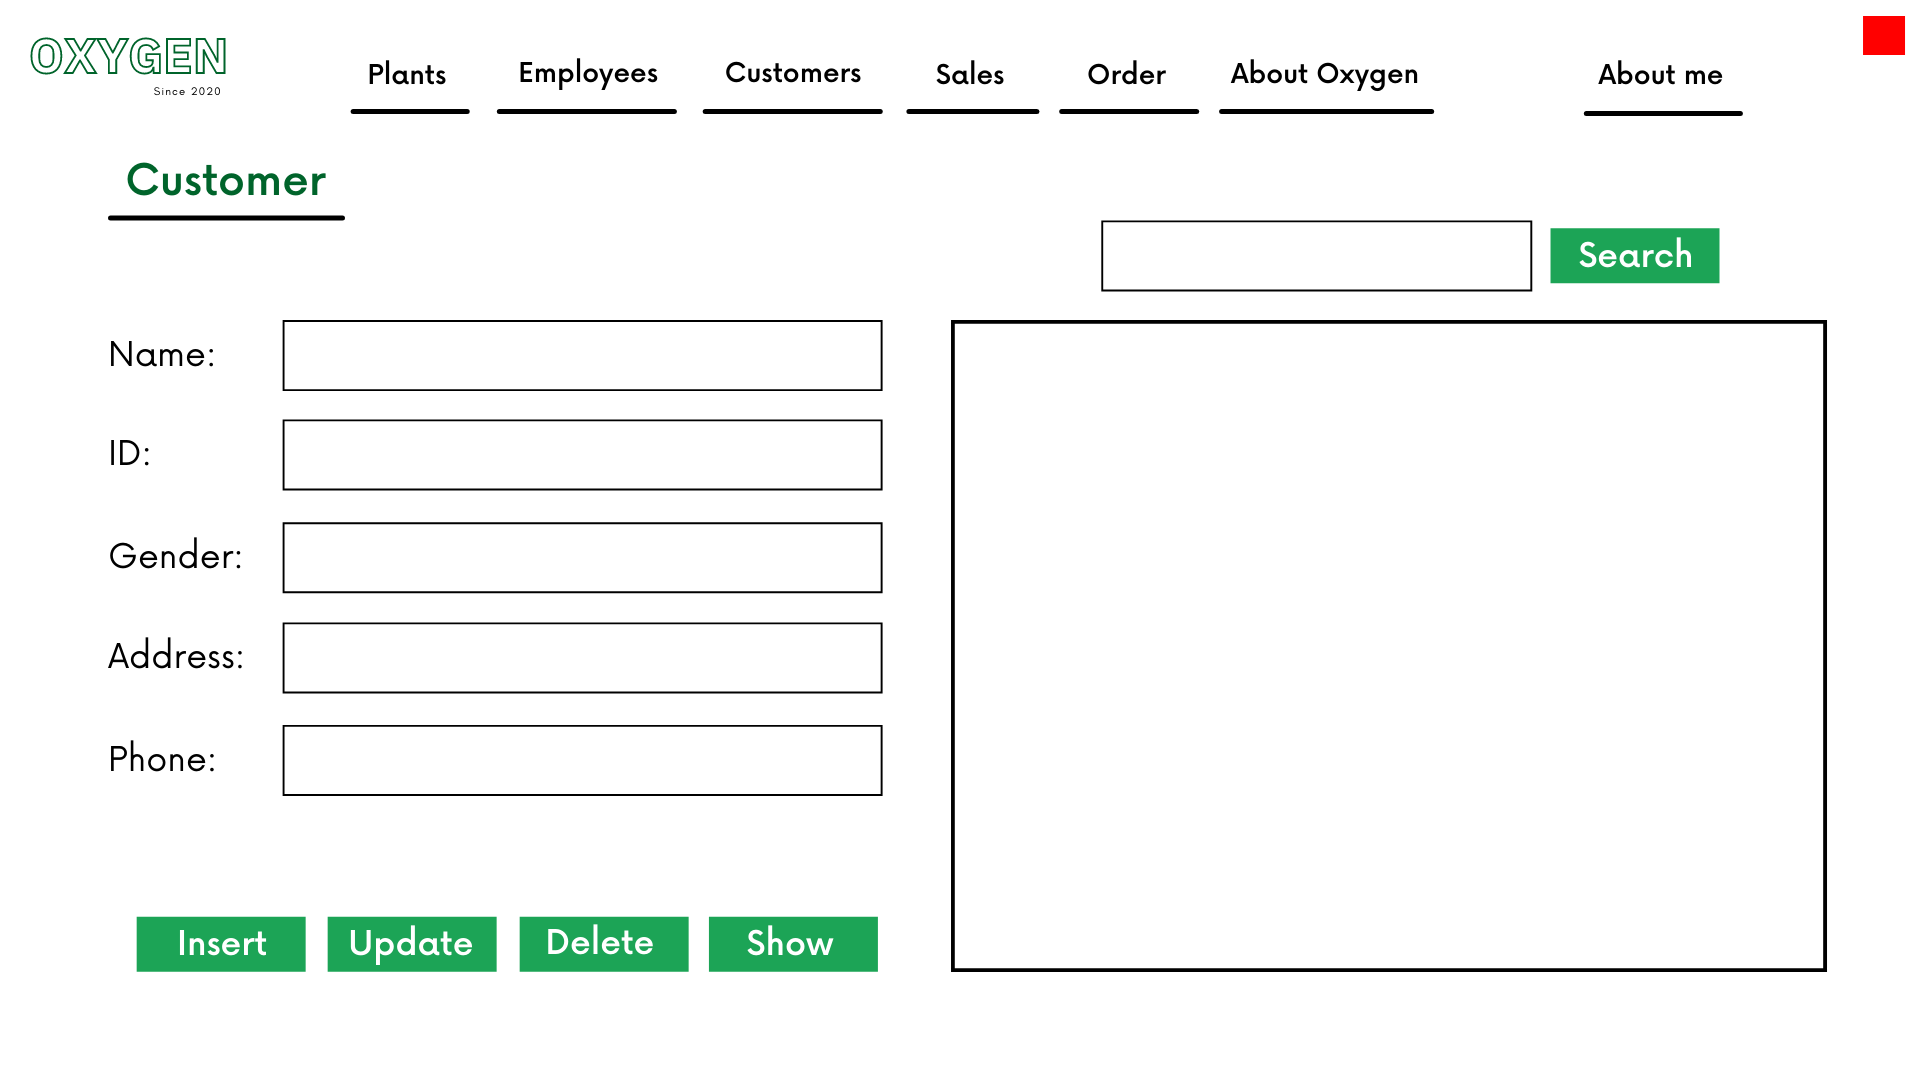 OXYGEN
Since 2020
Plants
Employees
Customers
Sales
Order
About Oxygen
About me
Customer
Search
Name:
ID:
Gender:
Address:
Phone:
Insert
Update
Delete
Show